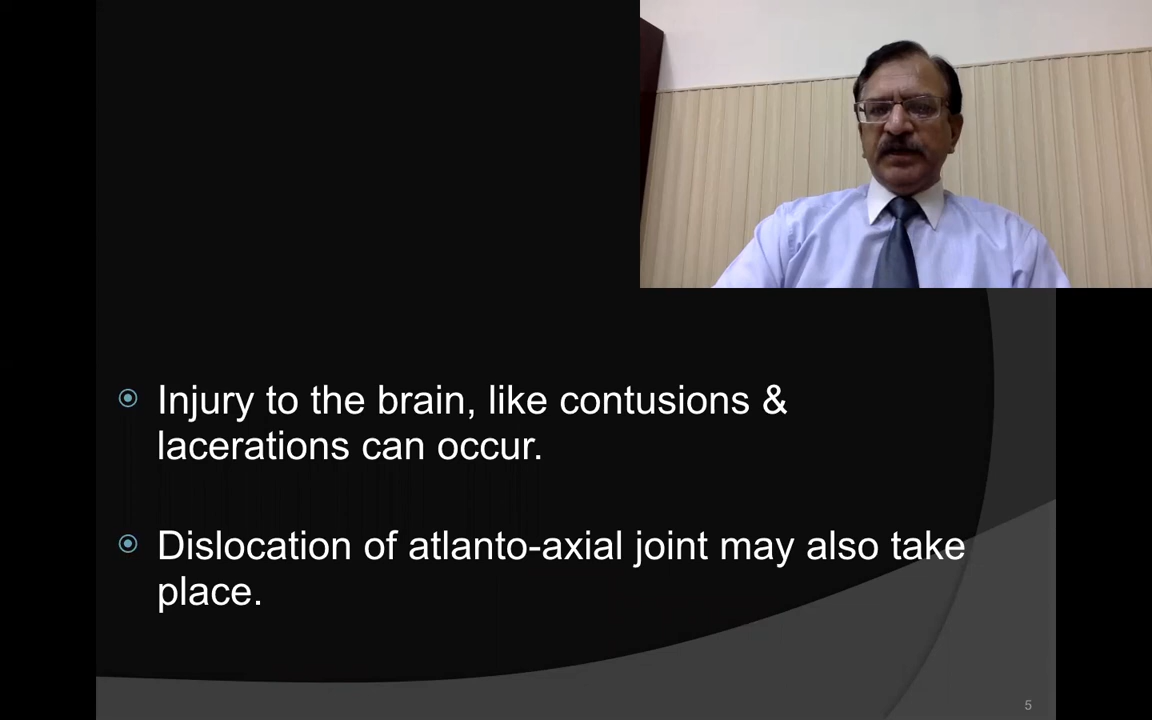 Injury to the brain, like contusions &
lacerations can occur.
Dislocation of atlanto-axial joint may also take
place.
5